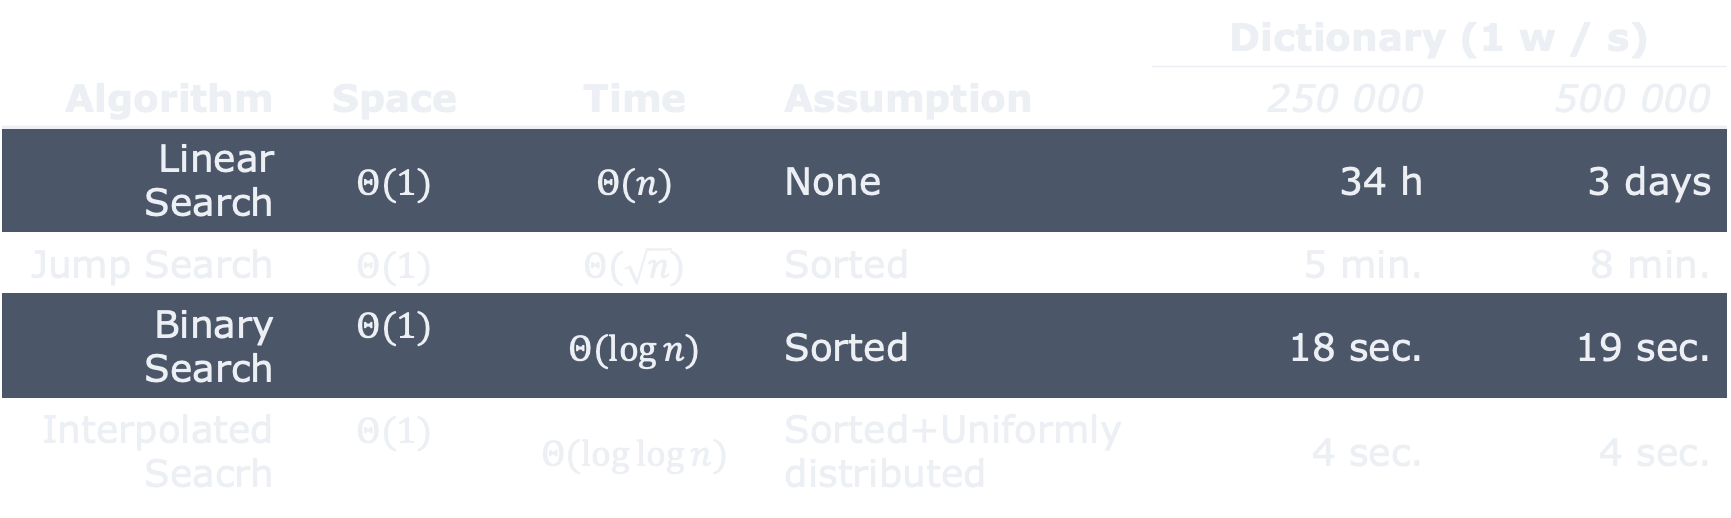 Dictionary (1 w / s)
Algorithm Space Time Assumption 250 000 500 000
Linear Search Θ(1) Θ(n) None 34 h 3 days
Jump Search Θ(1) Θ(√n) Sorted 5 min. 8 min.
Binary Search Θ(1) Θ(log n) Sorted 18 sec. 19 sec.
Interpolated Seacrh Θ(1) Θ(log log n) Sorted+Uniformly distributed 4 sec. 4 sec.